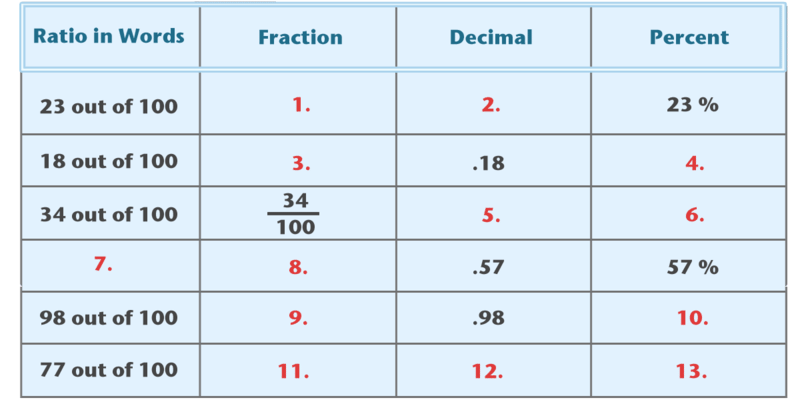 Ratio in Words Fraction Decimal Percent
23 out of 100 1. 2. 23 %
18 out of 100 3. .18 4.
34 out of 100 34/100 5. 6.
7. 8. .57 57 %
98 out of 100 9. .98 10.
77 out of 100 11. 12. 13.